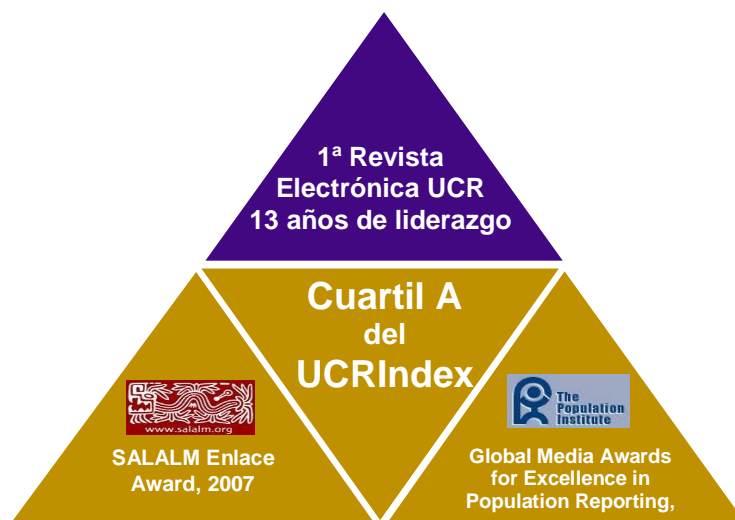 1ª Revista
Electrónica UCR
13 años de liderazgo
Cuartil A
del
UCRIndex
www.salalm.org
SALALM Enlace
Award, 2007
The
Population
Institute
Global Media Awards
for Excellence in
Population Reporting,